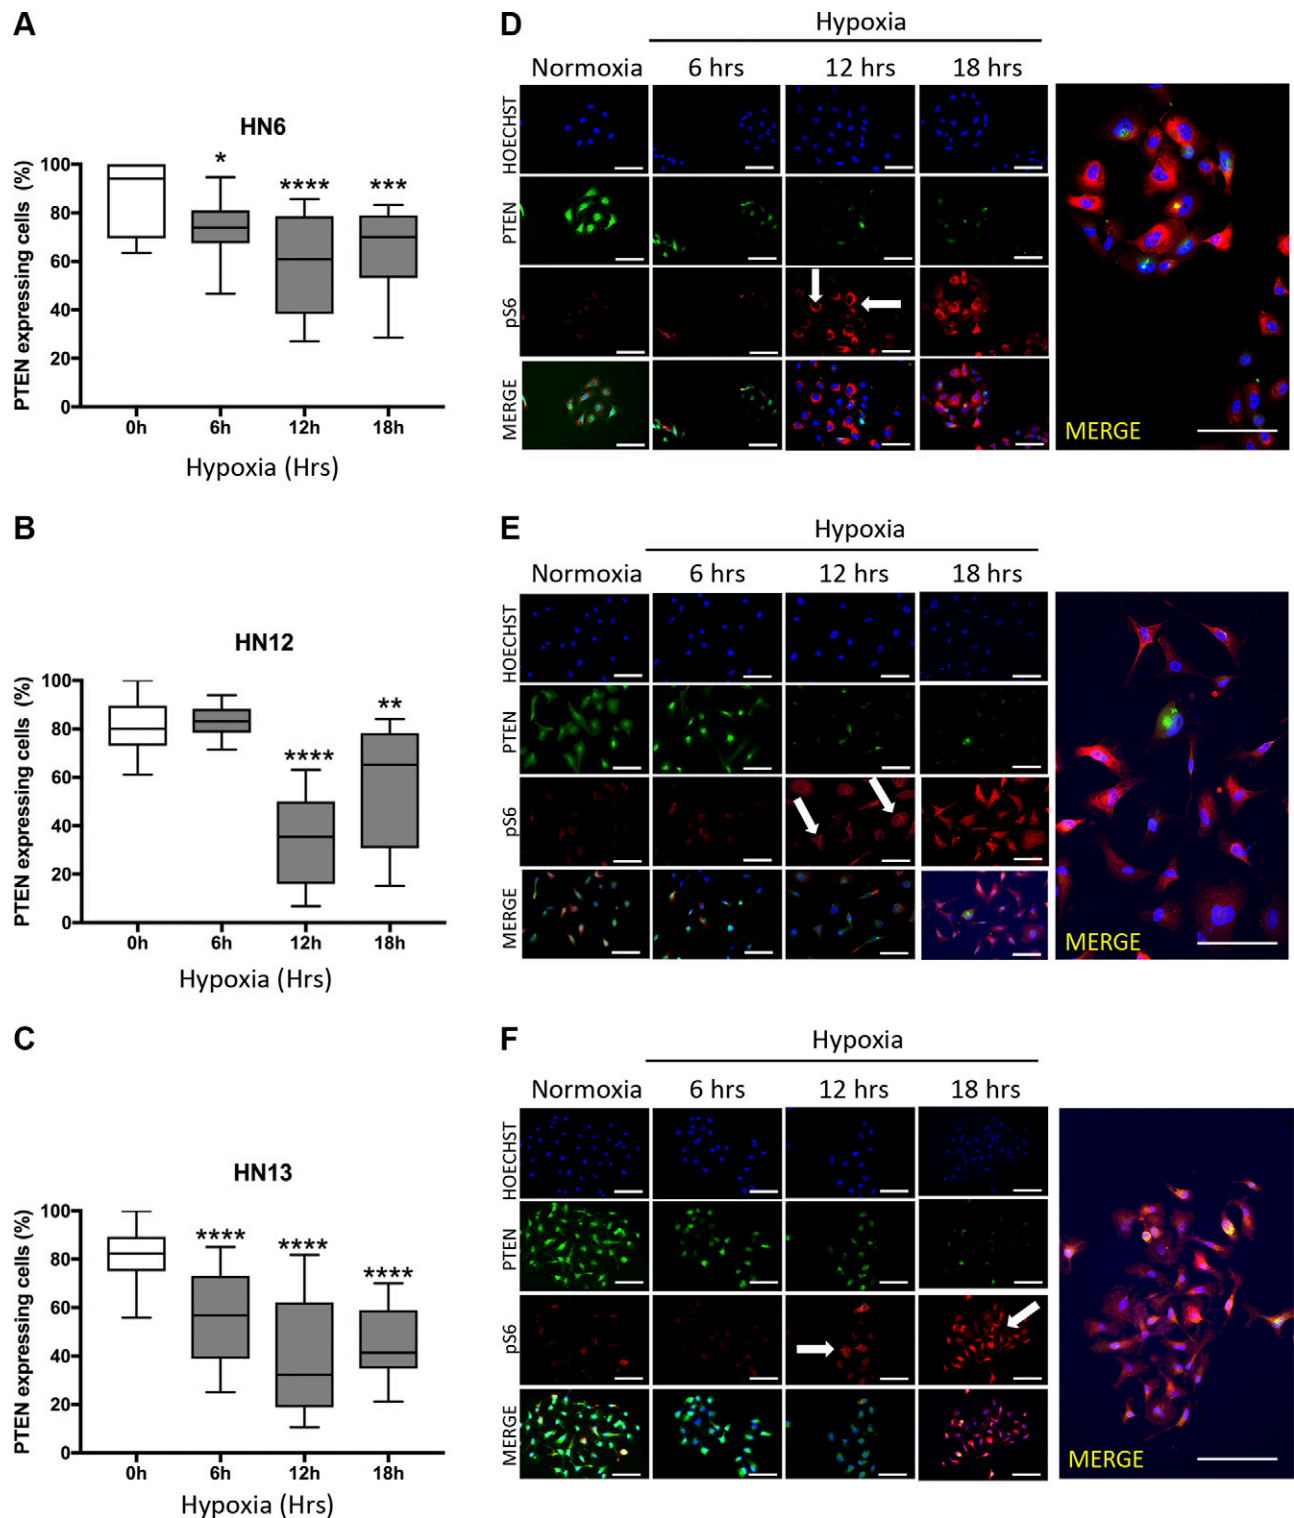 A
HN6
PTEN expressing cells (%)
100
80
60
40
20
0
*
****
***
0h 6h 12h 18h
Hypoxia (Hrs)
D
Hypoxia
Normoxia 6 hrs 12 hrs 18 hrs
HOECHST
PTEN
pS6
MERGE
MERGE
B
HN12
PTEN expressing cells (%)
100
80
60
40
20
0
****
**
0h 6h 12h 18h
Hypoxia (Hrs)
E
Hypoxia
Normoxia 6 hrs 12 hrs 18 hrs
HOECHST
PTEN
pS6
MERGE
MERGE
C
HN13
PTEN expressing cells (%)
100
80
60
40
20
0
****
****
****
0h 6h 12h 18h
Hypoxia (Hrs)
F
Hypoxia
Normoxia 6 hrs 12 hrs 18 hrs
HOECHST
PTEN
pS6
MERGE
MERGE